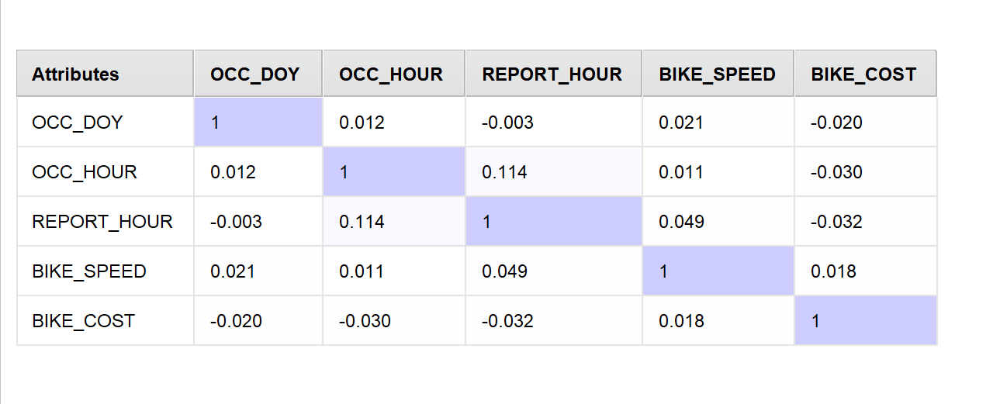 Attributes OCC_DOY OCC_HOUR REPORT_HOUR BIKE_SPEED BIKE_COST
OCC_DOY 1 0.012 -0.003 0.021 -0.020
OCC_HOUR 0.012 1 0.114 0.011 -0.030
REPORT_HOUR -0.003 0.114 1 0.049 -0.032
BIKE_SPEED 0.021 0.011 0.049 1 0.018
BIKE_COST -0.020 -0.030 -0.032 0.018 1